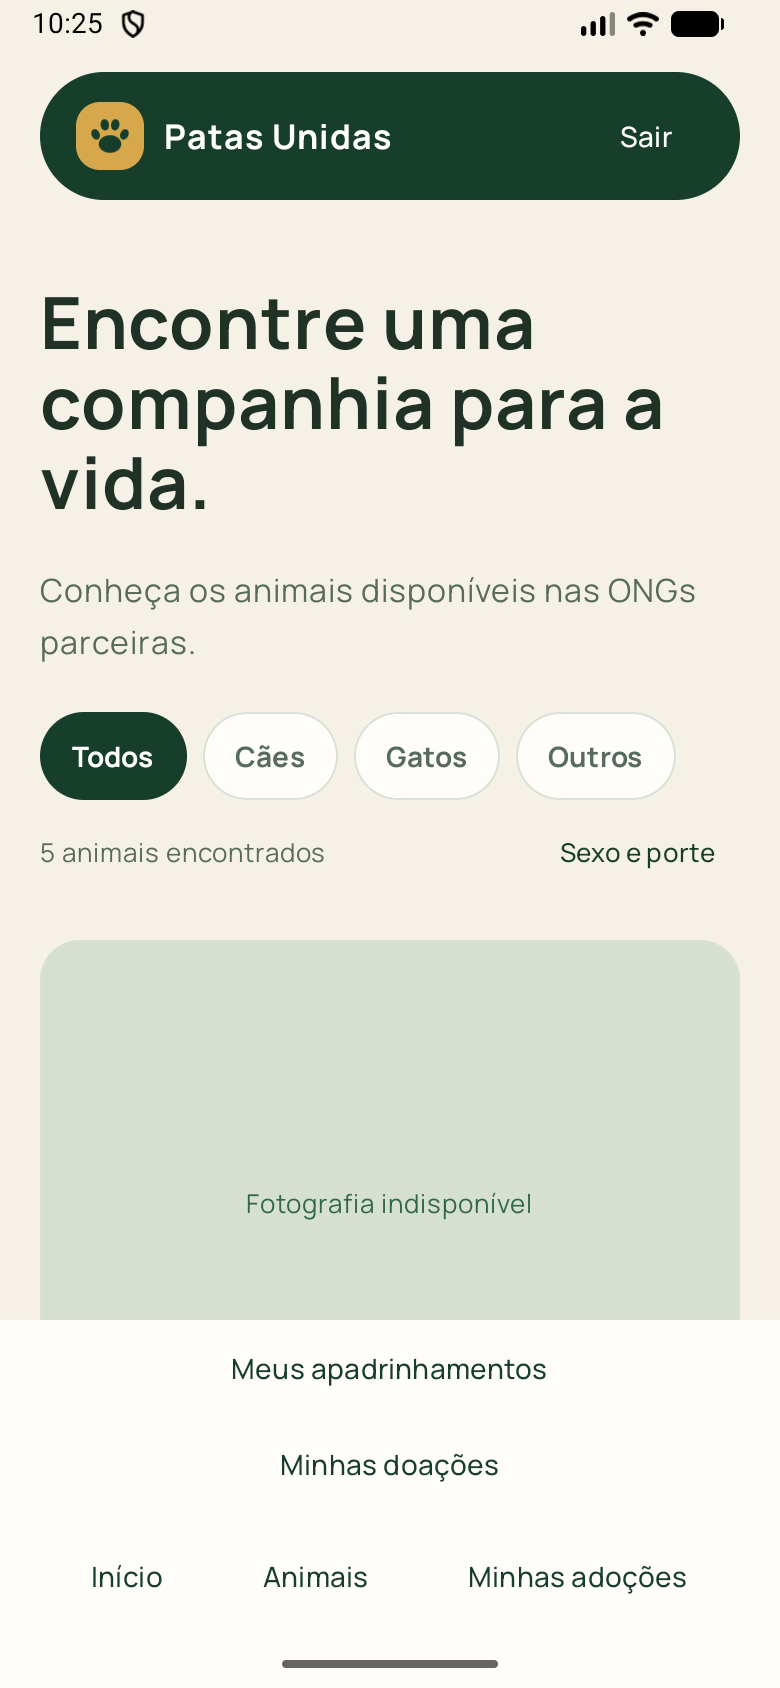 10:25
Patas Unidas
Sair
Encontre uma
companhia para a
vida.
Conheça os animais disponíveis nas ONGs
parceiras.
Todos
Cães
Gatos
Outros
5 animais encontrados
Sexo e porte
Fotografia indisponível
Meus apadrinhamentos
Minhas doações
Início
Animais
Minhas adoções